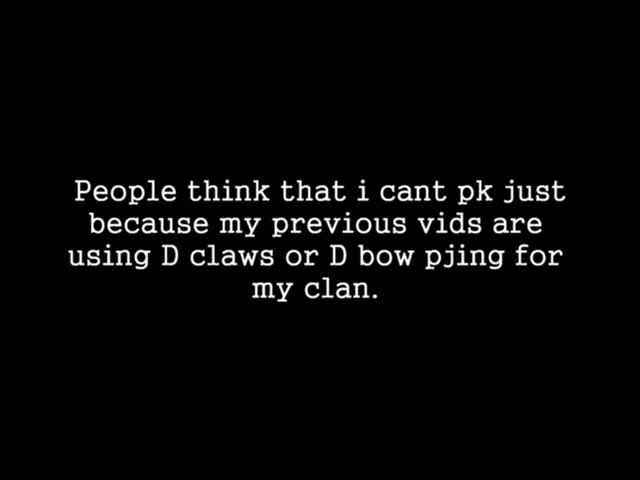 People think that i cant pk just
because my previous vids are
using D claws or D bow pjing for
my clan.